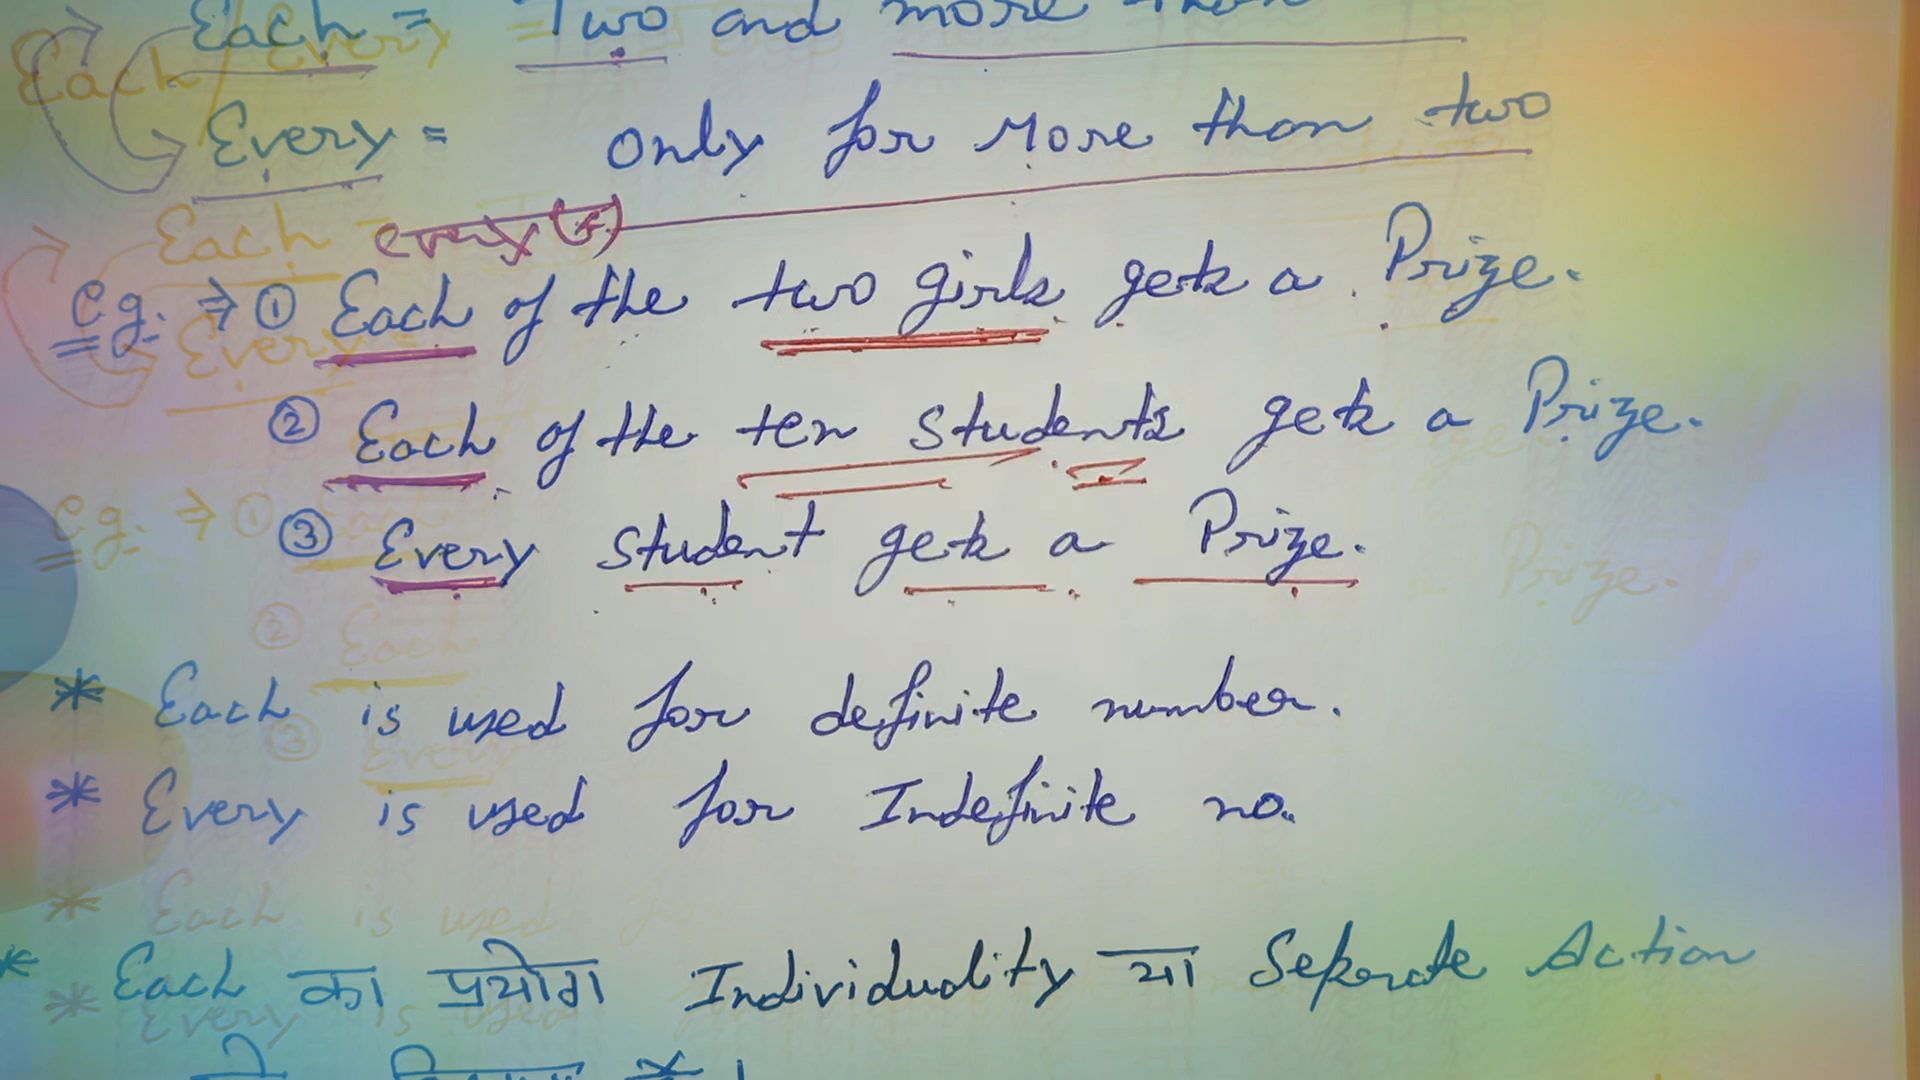 Each = Two and more than
Every = only for More than two
every (x)
e.g. ⇒ ① Each of the two girls gets a Prize.
② Each of the ten students gets a Prize.
③ Every student gets a Prize.
* Each is used for definite number.
* Every is used for Indefinite no.
* Each का प्रयोग Individuality या Seperate Action